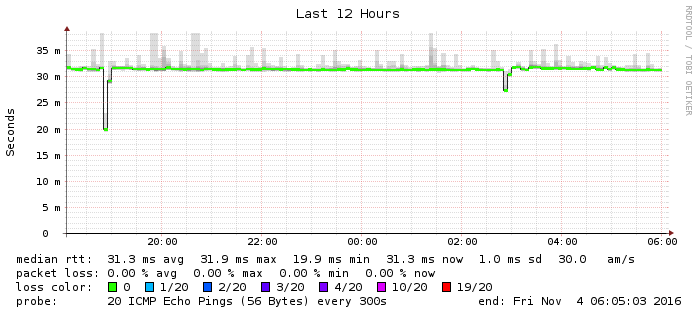 Last 12 Hours
RRDTOOL / TOBI OETIKER
Seconds
35 m
30 m
25 m
20 m
15 m
10 m
5 m
0
20:00 22:00 00:00 02:00 04:00 06:00
median rtt: 31.3 ms avg 31.9 ms max 19.9 ms min 31.3 ms now 1.0 ms sd 30.0 am/s
packet loss: 0.00 % avg 0.00 % max 0.00 % min 0.00 % now
loss color: 0 1/20 2/20 3/20 4/20 10/20 19/20
probe: 20 ICMP Echo Pings (56 Bytes) every 300s end: Fri Nov 4 06:05:03 2016